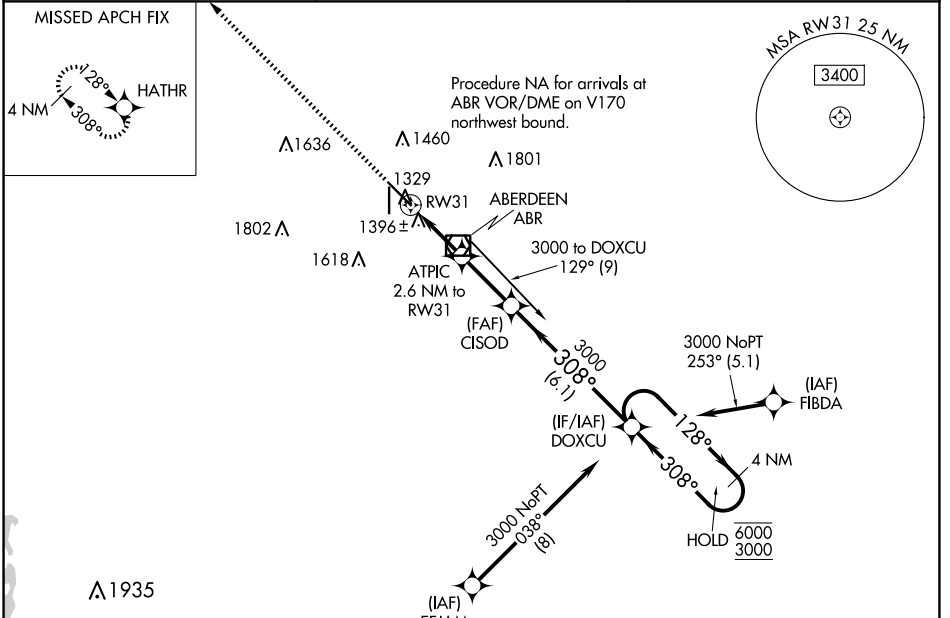 MISSED APCH FIX
HATHR
128°
308°
4 NM
MSA RW31 25 NM
3400
Procedure NA for arrivals at
ABR VOR/DME on V170
northwest bound.
1636
1460
1801
1329
RW31
1396±
1802
1618
ABERDEEN
ABR
3000 to DOXCU
129° (9)
ATPIC
2.6 NM to
RW31
(FAF)
CISOD
3000
308°
(6.1)
3000 NoPT
253° (5.1)
(IAF)
FIBDA
(IF/IAF)
DOXCU
128°
308°
4 NM
HOLD
6000
3000
3000 NoPT
038°
(8)
1935
(IAF)